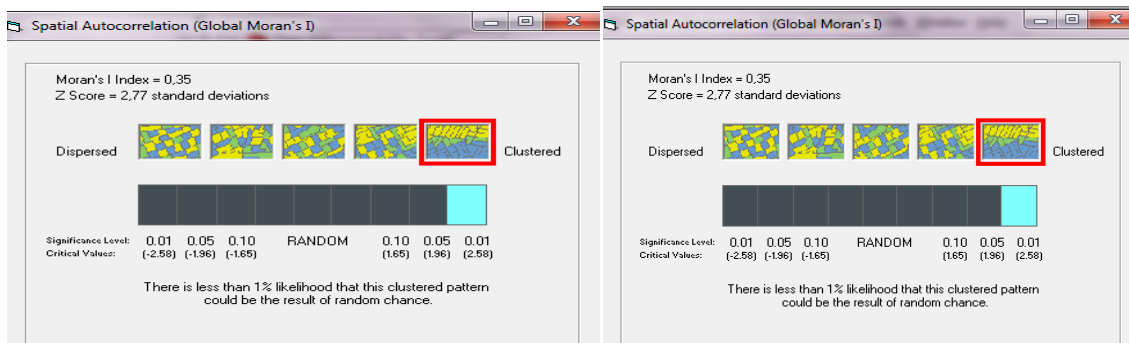 Spatial Autocorrelation (Global Moran's I)
Moran's I Index = 0,35
Z Score = 2,77 standard deviations
Dispersed
Clustered
Significance Level: 0.01 0.05 0.10 RANDOM 0.10 0.05 0.01
Critical Values: (-2.58) (-1.96) (-1.65) (1.65) (1.96) (2.58)
There is less than 1% likelihood that this clustered pattern
could be the result of random chance.
Spatial Autocorrelation (Global Moran's I)
Moran's I Index = 0,35
Z Score = 2,77 standard deviations
Dispersed
Clustered
Significance Level: 0.01 0.05 0.10 RANDOM 0.10 0.05 0.01
Critical Values: (-2.58) (-1.96) (-1.65) (1.65) (1.96) (2.58)
There is less than 1% likelihood that this clustered pattern
could be the result of random chance.